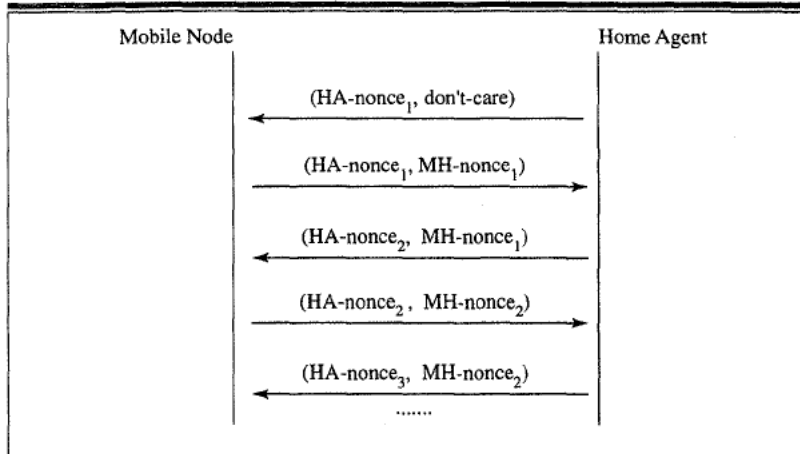 Mobile Node Home Agent
(HA-nonce₁, don't-care)
(HA-nonce₁, MH-nonce₁)
(HA-nonce₂, MH-nonce₁)
(HA-nonce₂, MH-nonce₂)
(HA-nonce₃, MH-nonce₂)
.......